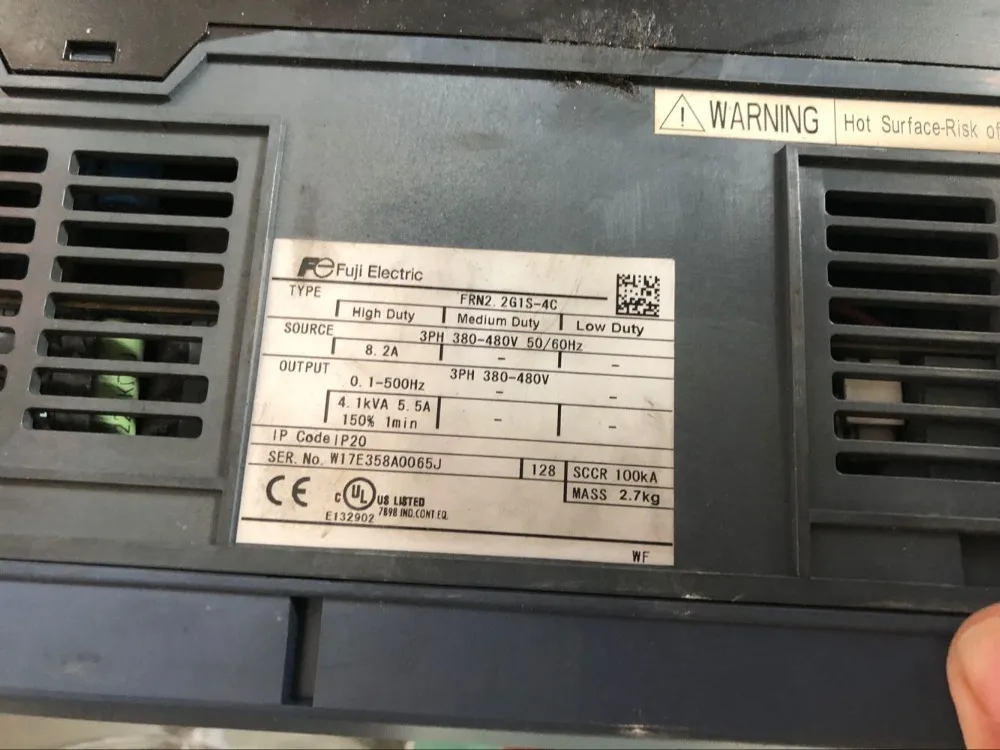 WARNING Hot Surface-Risk of
Fuji Electric
TYPE FRN2.2G1S-4C
High Duty Medium Duty Low Duty
SOURCE 3PH 380-480V 50/60Hz
8.2A - -
OUTPUT 3PH 380-480V
0.1-500Hz - -
4.1kVA 5.5A - -
150% 1min
IP Code IP20
SER. No. W17E358A0065J 128 SCCR 100kA
MASS 2.7kg
CE C UL US LISTED
E132902 7B98 IND.CONT.EQ.
WF